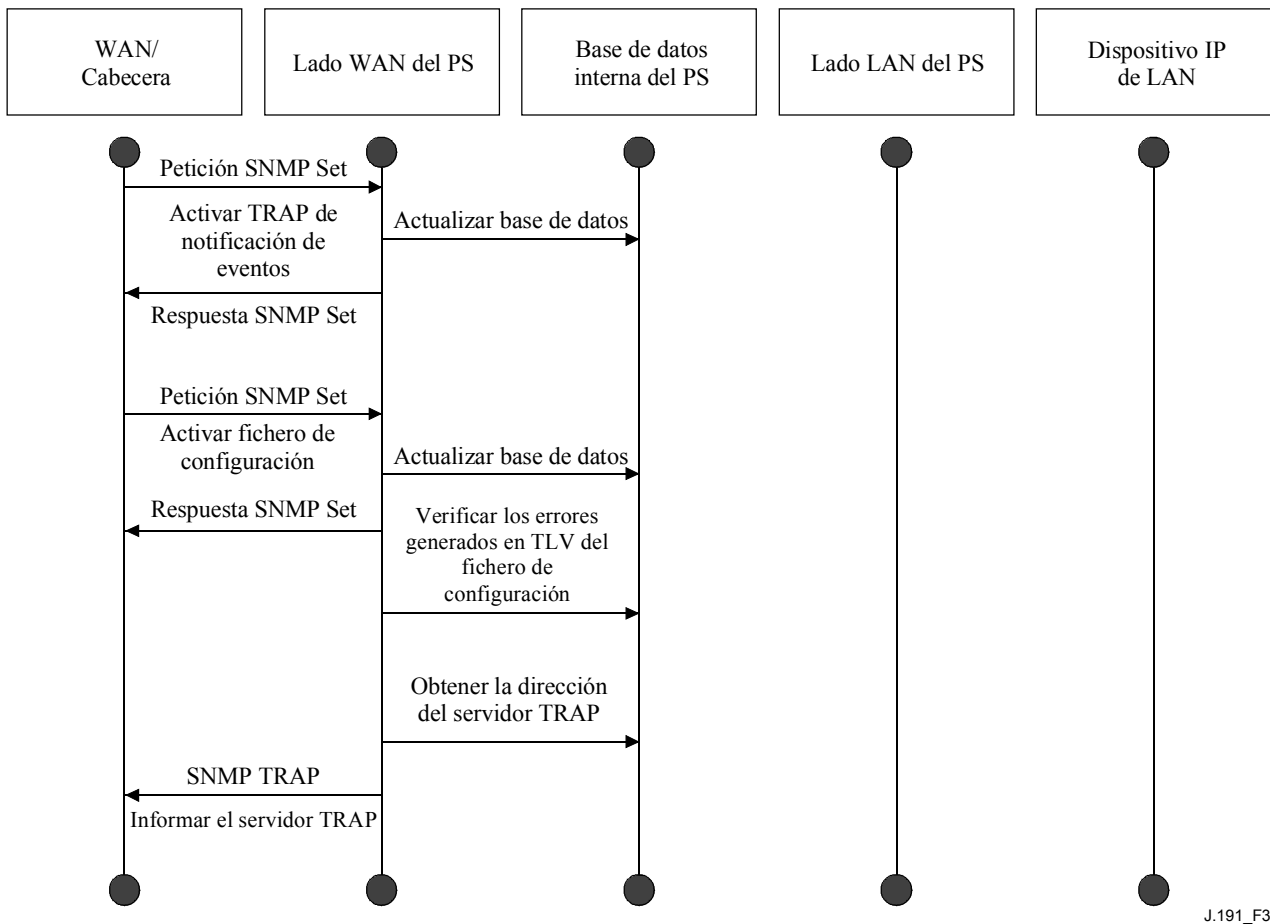 WAN/
Cabecera
Lado WAN del PS
Base de datos
interna del PS
Lado LAN del PS
Dispositivo IP
de LAN
Petición SNMP Set
Activar TRAP de
notificación de
eventos
Actualizar base de datos
Respuesta SNMP Set
Petición SNMP Set
Activar fichero de
configuración
Actualizar base de datos
Respuesta SNMP Set
Verificar los errores
generados en TLV del
fichero de
configuración
Obtener la dirección
del servidor TRAP
SNMP TRAP
Informar el servidor TRAP
J.191_F3